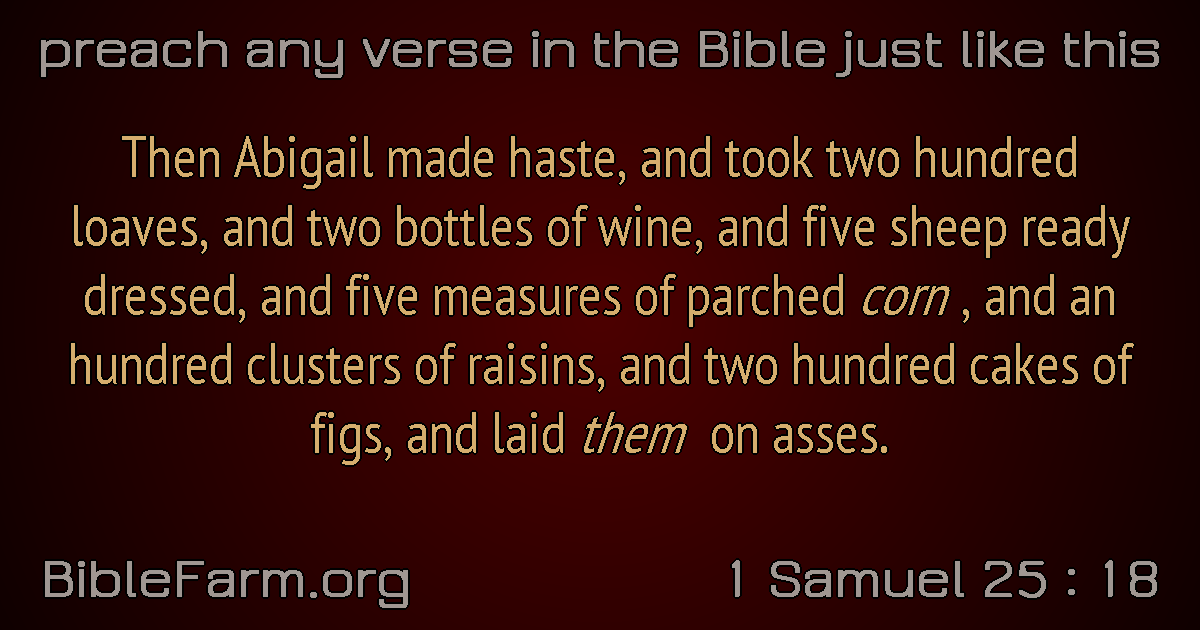 preach any verse in the Bible just like this
Then Abigail made haste, and took two hundred
loaves, and two bottles of wine, and five sheep ready
dressed, and five measures of parched corn , and an
hundred clusters of raisins, and two hundred cakes of
figs, and laid them on asses.
BibleFarm.org
1 Samuel 25 : 18